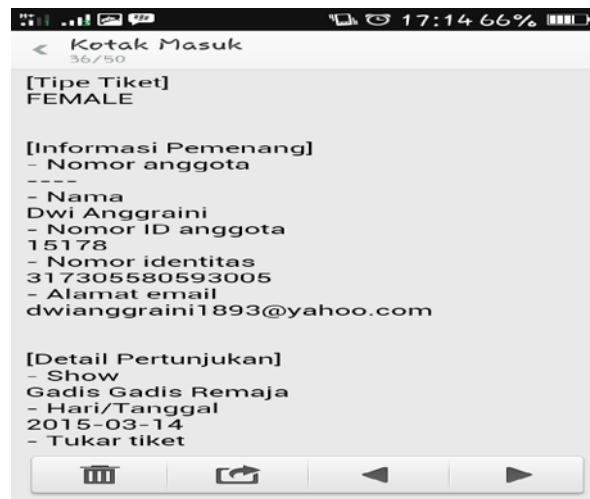 17:14 66%
Kotak Masuk
36/50
[Tipe Tiket]
FEMALE
[Informasi Pemenang]
- Nomor anggota
----
- Nama
Dwi Anggraini
- Nomor ID anggota
15178
- Nomor identitas
317305580593005
- Alamat email
dwianggraini1893@yahoo.com
[Detail Pertunjukan]
- Show
Gadis Gadis Remaja
- Hari/Tanggal
2015-03-14
- Tukar tiket